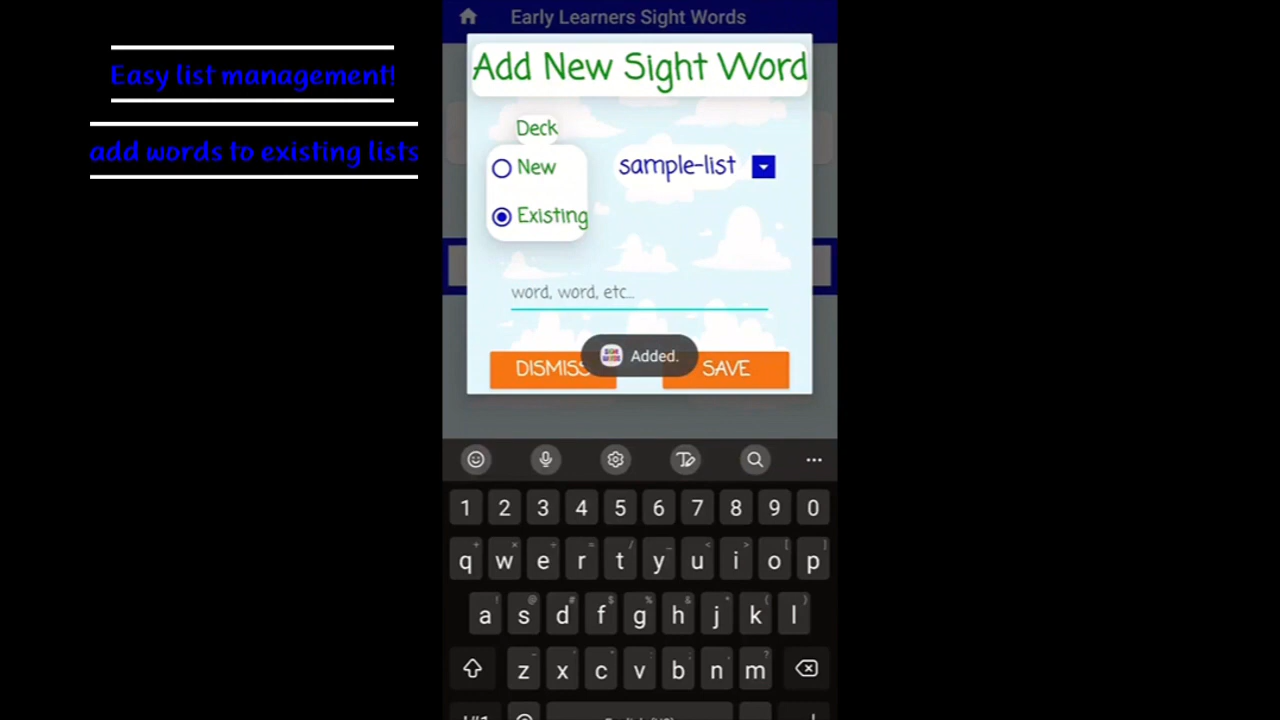 Early Learners Sight Words
Easy list management!
add words to existing lists
Add New Sight Word
Deck
New
sample-list
Existing
word, word, etc...
Added.
DISMISS
SAVE
1 2 3 4 5 6 7 8 9 0
q w e r t y u i o p
a s d f g h j k l
z x c v b n m